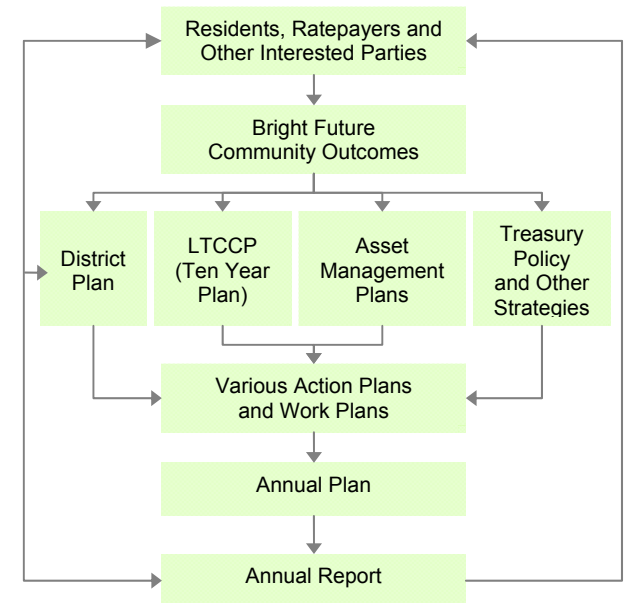 Residents, Ratepayers and
Other Interested Parties
Bright Future
Community Outcomes
District
Plan
LTCCP
(Ten Year
Plan)
Asset
Management
Plans
Treasury
Policy
and Other
Strategies
Various Action Plans
and Work Plans
Annual Plan
Annual Report